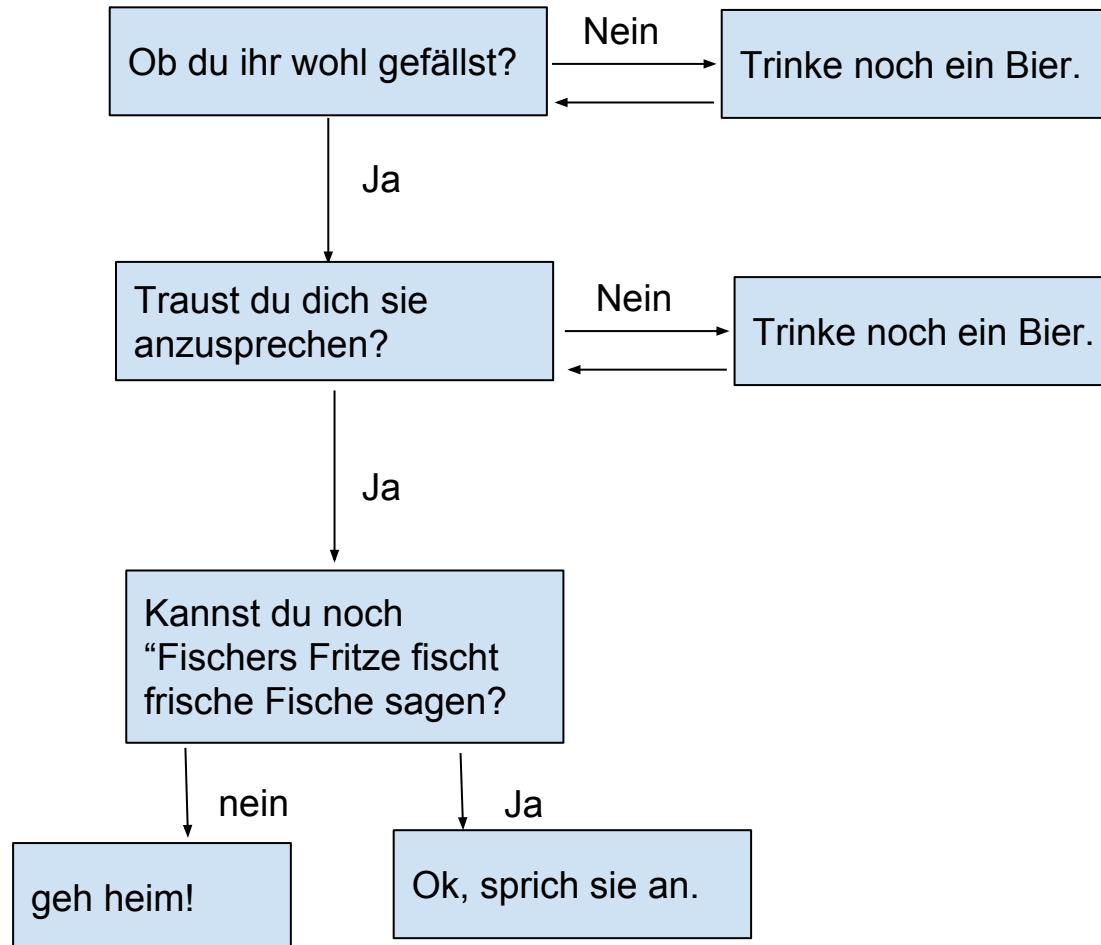 Ob du ihr wohl gefällst?
Nein
Trinke noch ein Bier.
Ja
Traust du dich sie
anzusprechen?
Nein
Trinke noch ein Bier.
Ja
Kannst du noch
“Fischers Fritze fischt
frische Fische sagen?
nein
Ja
geh heim!
Ok, sprich sie an.